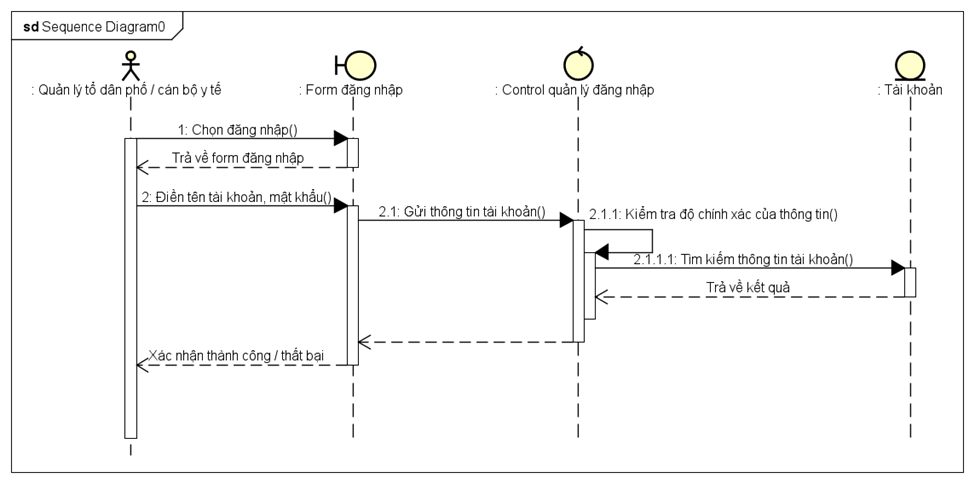 sd Sequence Diagram0
: Quản lý tổ dân phố / cán bộ y tế
: Form đăng nhập
: Control quản lý đăng nhập
: Tài khoản
1: Chọn đăng nhập()
Trả về form đăng nhập
2: Điền tên tài khoản, mật khẩu()
2.1: Gửi thông tin tài khoản()
2.1.1: Kiểm tra độ chính xác của thông tin()
2.1.1.1: Tìm kiếm thông tin tài khoản()
Trả về kết quả
Xác nhận thành công / thất bại